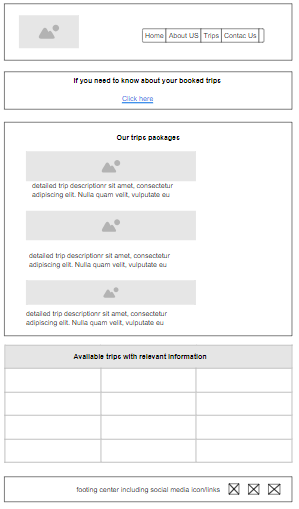 Home About US Trips Contac Us
If you need to know about your booked trips
Click here
Our trips packages
detailed trip descriptionr sit amet, consectetur
adipiscing elit. Nulla quam velit, vulputate eu
detailed trip descriptionr sit amet, consectetur
adipiscing elit. Nulla quam velit, vulputate eu
detailed trip descriptionr sit amet, consectetur
adipiscing elit. Nulla quam velit, vulputate eu
Available trips with relevant information
footing center including social media icon/links